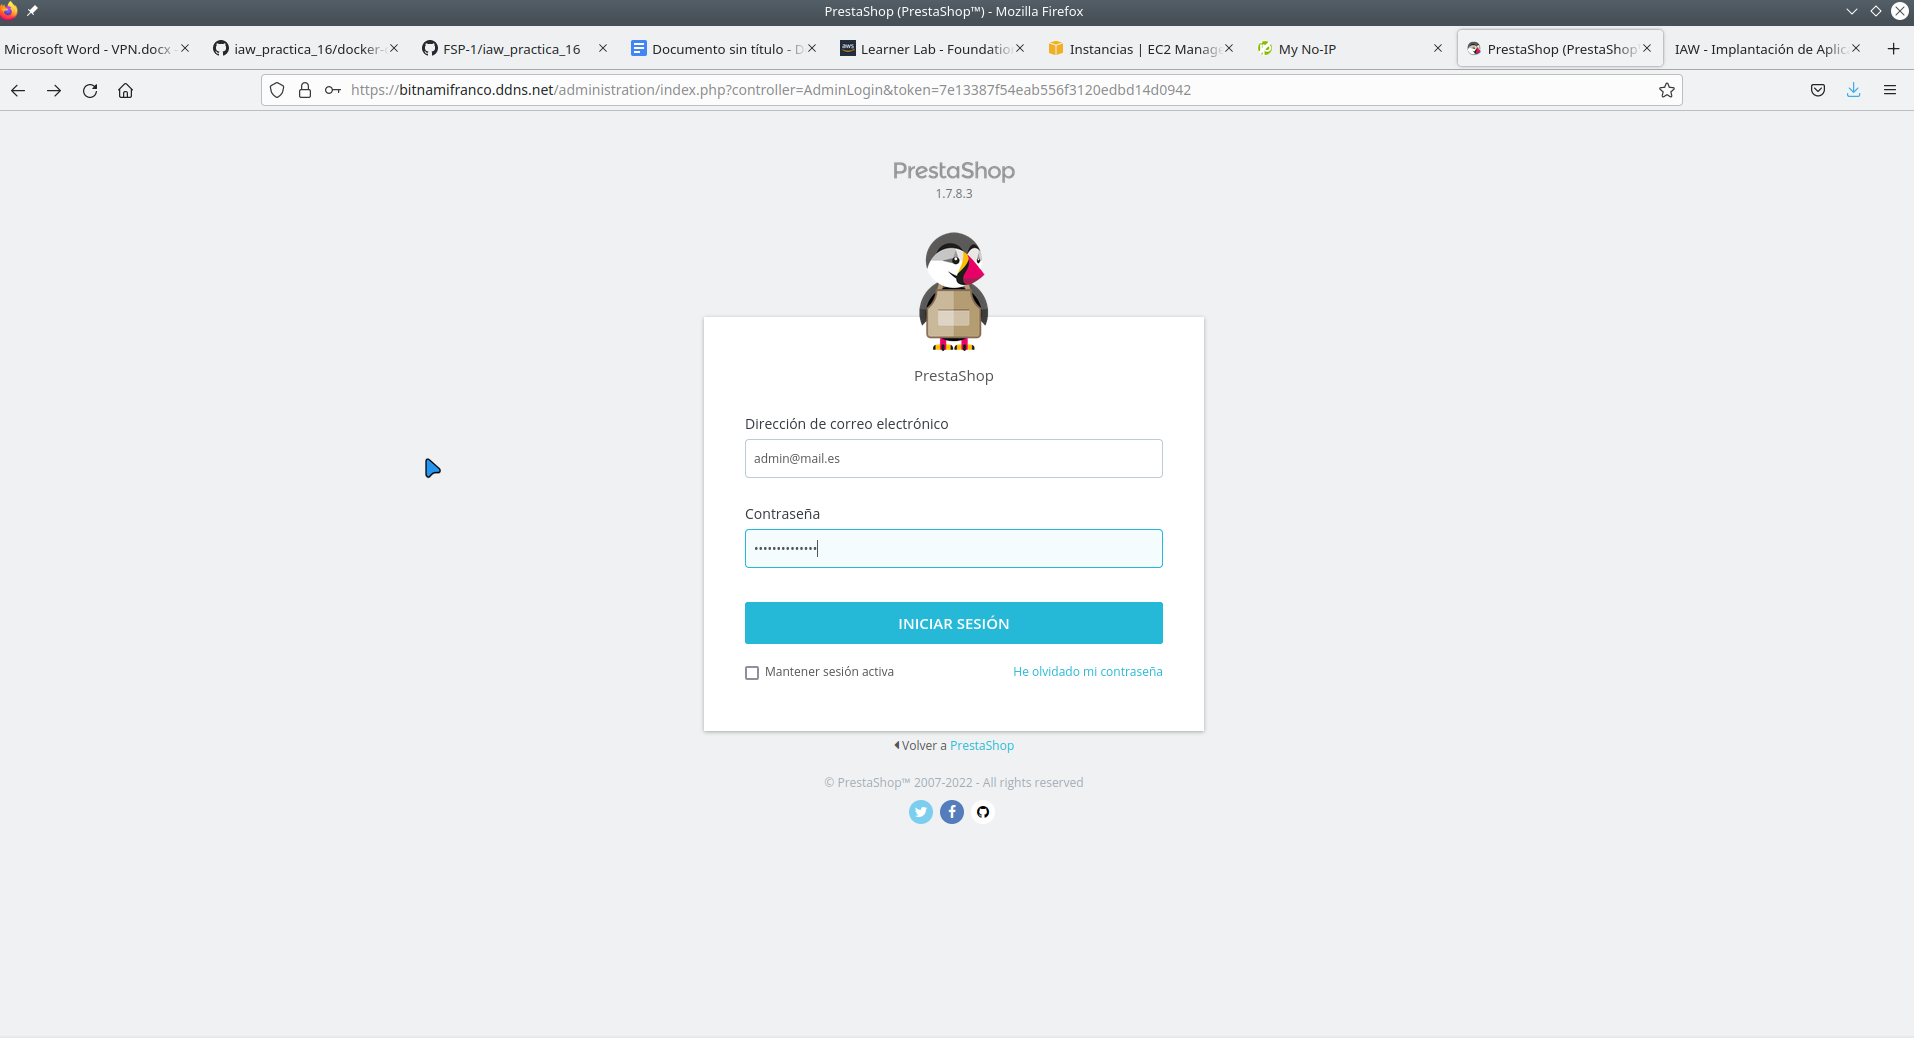 PrestaShop (PrestaShop™) - Mozilla Firefox
Microsoft Word - VPN.docx -
iaw_practica_16/docker-
FSP-1/iaw_practica_16
Documento sin título - D
Learner Lab - Foundatio
Instancias | EC2 Manage
My No-IP
PrestaShop (PrestaShop
IAW - Implantación de Aplic
https://bitnamifranco.ddns.net/administration/index.php?controller=AdminLogin&token=7e13387f54eab556f3120edbd14d0942
PrestaShop
1.7.8.3
PrestaShop
Dirección de correo electrónico
admin@mail.es
Contraseña
••••••••••••••
INICIAR SESIÓN
Mantener sesión activa
He olvidado mi contraseña
Volver a PrestaShop
© PrestaShop™ 2007-2022 - All rights reserved